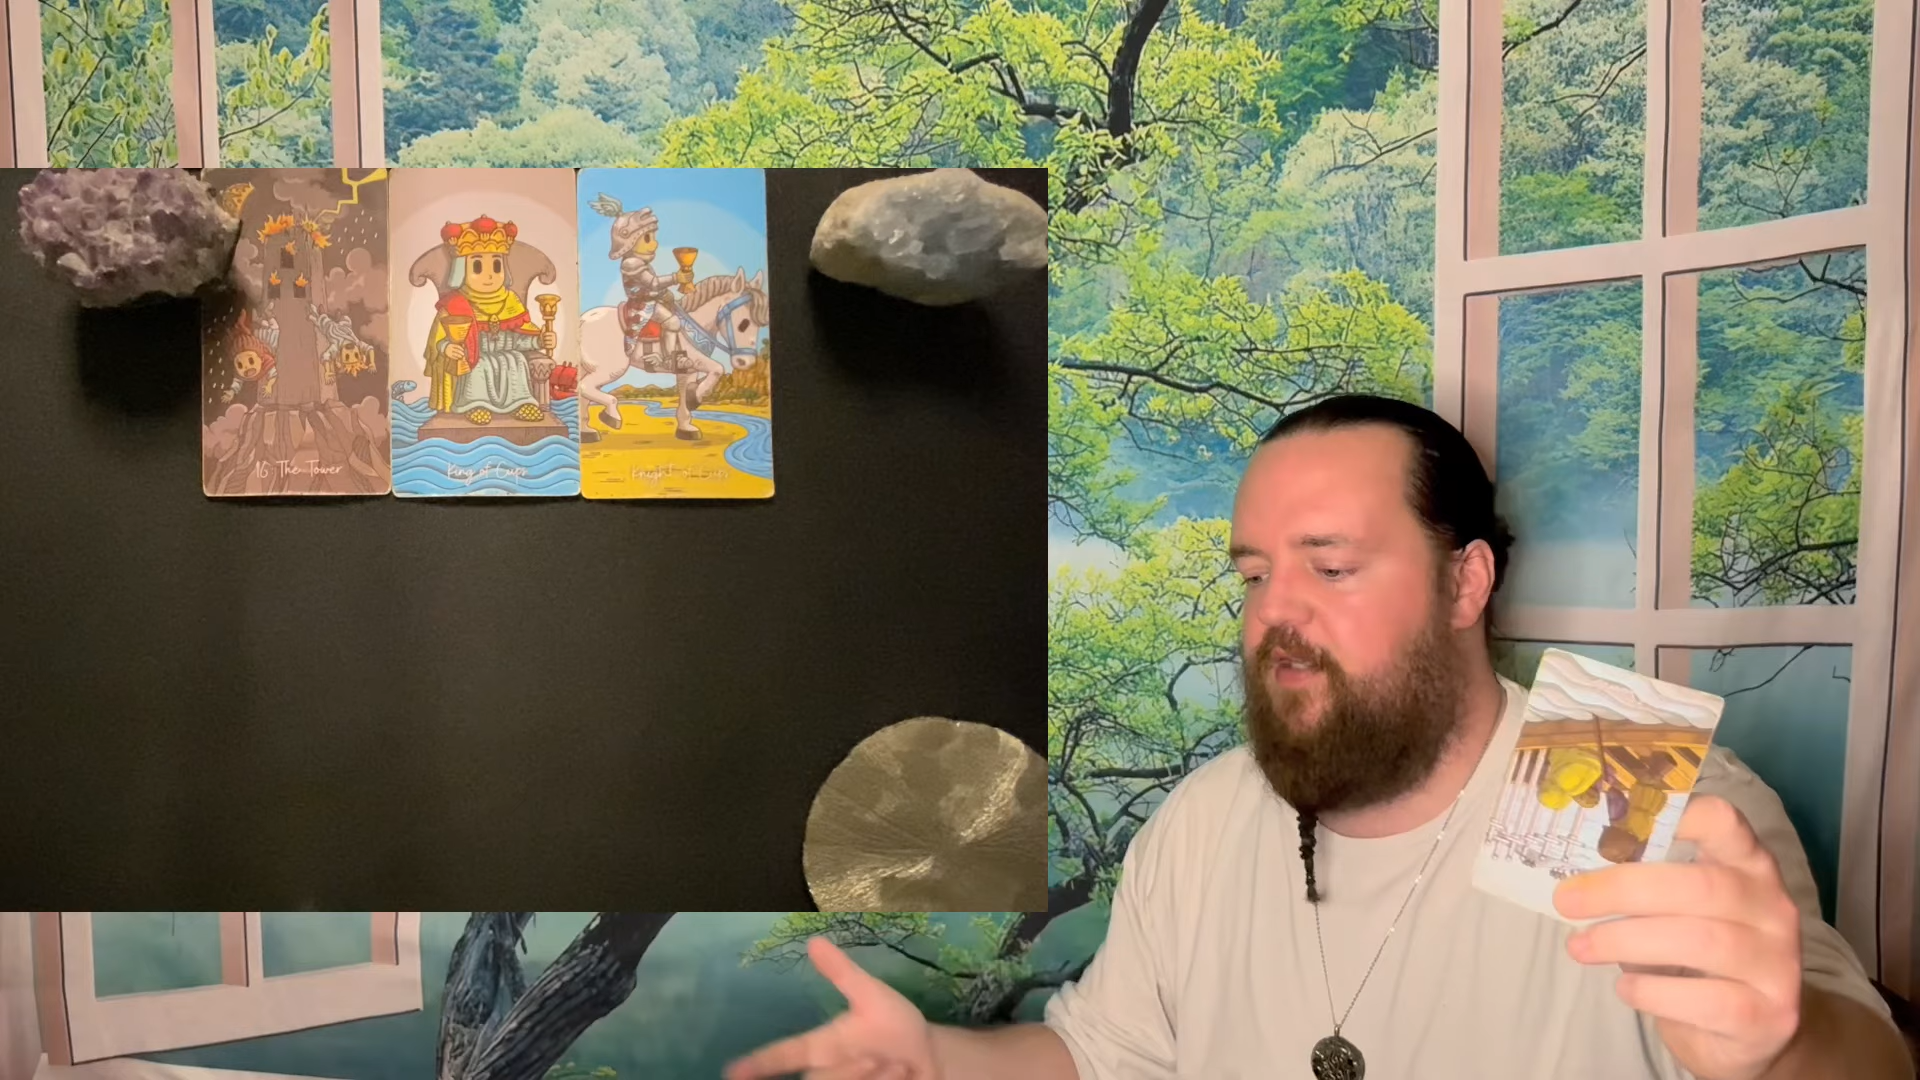 16 The Tower
King of Cups
Knight of Cups